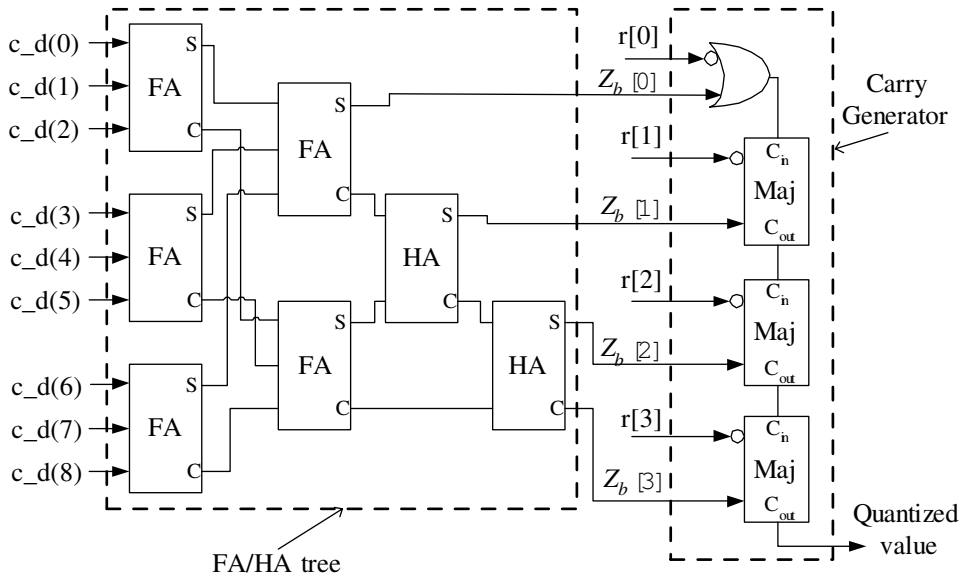 c_d(0)
c_d(1)
c_d(2)
c_d(3)
c_d(4)
c_d(5)
c_d(6)
c_d(7)
c_d(8)
S
FA
C
S
FA
C
S
FA
C
S
FA
C
S
FA
C
S
HA
C
S
HA
C
FA/HA tree
r[0]
Z_b [0]
r[1]
Z_b [1]
r[2]
Z_b [2]
r[3]
Z_b [3]
C_in
Maj
C_out
C_in
Maj
C_out
C_in
Maj
C_out
Carry
Generator
Quantized
value